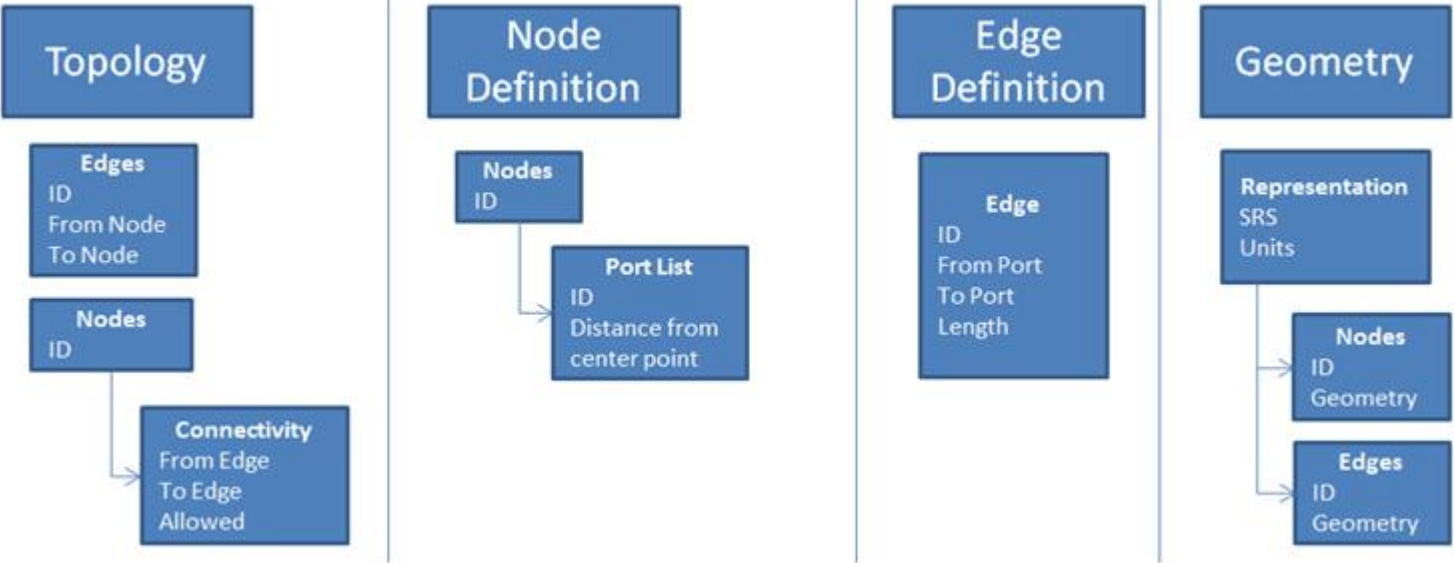 Topology
Edges
ID
From Node
To Node
Nodes
ID
Connectivity
From Edge
To Edge
Allowed
Node
Definition
Nodes
ID
Port List
ID
Distance from
center point
Edge
Definition
Edge
ID
From Port
To Port
Length
Geometry
Representation
SRS
Units
Nodes
ID
Geometry
Edges
ID
Geometry